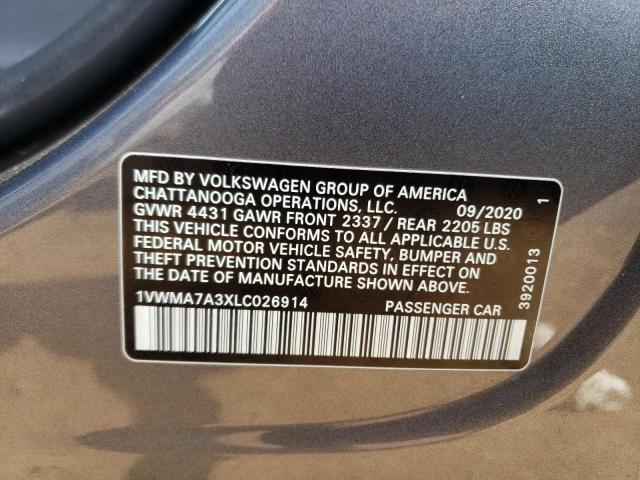 MFD BY VOLKSWAGEN GROUP OF AMERICA
CHATTANOOGA OPERATIONS, LLC. 09/2020
GVWR 4431 GAWR FRONT 2337 / REAR 2205 LBS
THIS VEHICLE CONFORMS TO ALL APPLICABLE U.S.
FEDERAL MOTOR VEHICLE SAFETY, BUMPER AND
THEFT PREVENTION STANDARDS IN EFFECT ON
THE DATE OF MANUFACTURE SHOWN ABOVE.
1VWMA7A3XLC026914 PASSENGER CAR
3920013 1